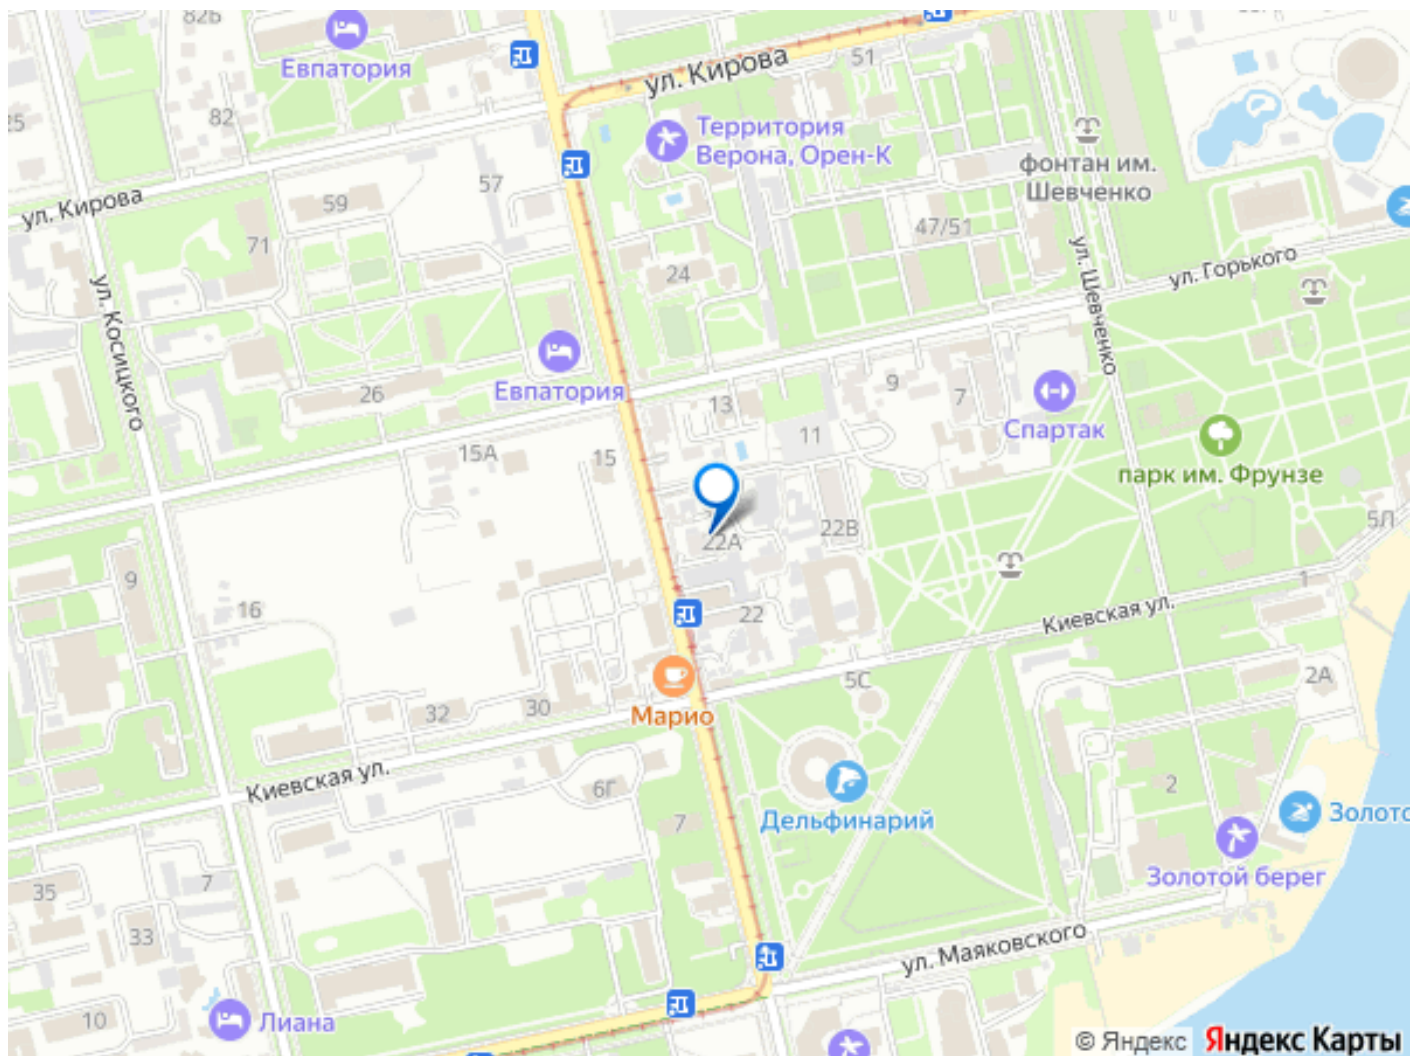 82Б
Евпатория
ул. Кирова
51
25
82
Территория
Верона, Орен-К
фонтан им.
Шевченко
57
59
ул. Кирова
71
47/51
24
ул. Горького
ул. Шевченко
ул. Косицкого
Евпатория
26
13
9
7
Спартак
11
15А
15
парк им. Фрунзе
22А
22В
5Л
9
16
1
22
Киевская ул.
5С
2А
Марио
32
30
Киевская ул.
6Г
7
Дельфинарий
2
Золото
Золотой берег
35
7
33
ул. Маяковского
10
Лиана
© Яндекс Яндекс Карты